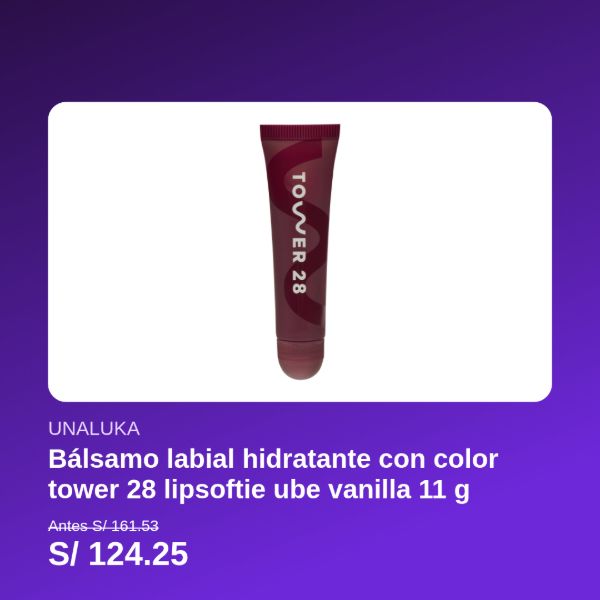 TOWER 28
UNALUKA
Bálsamo labial hidratante con color
tower 28 lipsoftie ube vanilla 11 g
Antes S/ 161.53
S/ 124.25